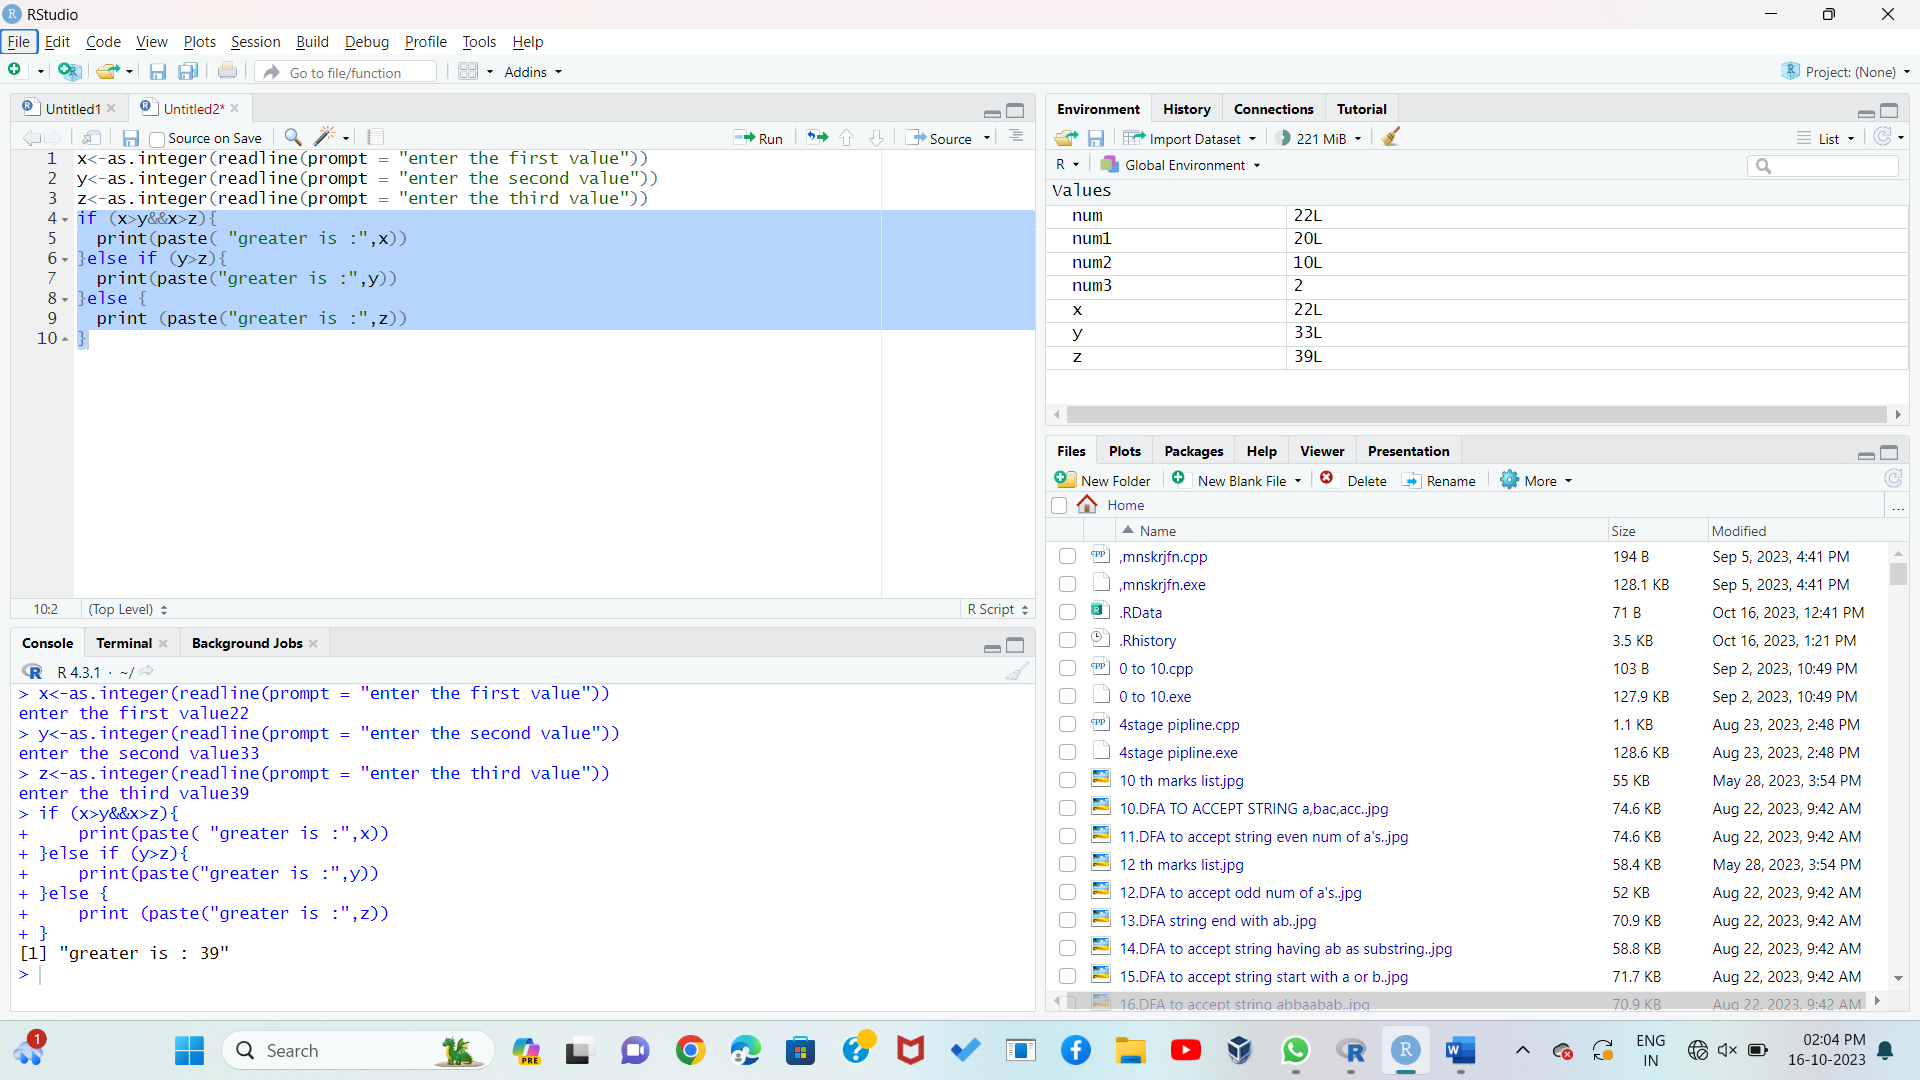 RStudio
File Edit Code View Plots Session Build Debug Profile Tools Help
Go to file/function Addins Project: (None)
Untitled1 Untitled2*
Source on Save Run Source
1 x<-as.integer(readline(prompt = "enter the first value"))
2 y<-as.integer(readline(prompt = "enter the second value"))
3 z<-as.integer(readline(prompt = "enter the third value"))
4 if (x>y&&x>z){
5 print(paste( "greater is :",x))
6 }else if (y>z){
7 print(paste("greater is :",y))
8 }else {
9 print (paste("greater is :",z))
10 }
10:2 (Top Level) R Script
Console Terminal Background Jobs
R 4.3.1 · ~/
> x<-as.integer(readline(prompt = "enter the first value"))
enter the first value22
> y<-as.integer(readline(prompt = "enter the second value"))
enter the second value33
> z<-as.integer(readline(prompt = "enter the third value"))
enter the third value39
> if (x>y&&x>z){
+ print(paste( "greater is :",x))
+ }else if (y>z){
+ print(paste("greater is :",y))
+ }else {
+ print (paste("greater is :",z))
+ }
[1] "greater is : 39"
>
Environment History Connections Tutorial
Import Dataset 221 MiB List
R Global Environment
Values
num 22L
num1 20L
num2 10L
num3 2
x 22L
y 33L
z 39L
Files Plots Packages Help Viewer Presentation
New Folder New Blank File Delete Rename More
Home ...
Name Size Modified
,mnskrjfn.cpp 194 B Sep 5, 2023, 4:41 PM
,mnskrjfn.exe 128.1 KB Sep 5, 2023, 4:41 PM
.RData 71 B Oct 16, 2023, 12:41 PM
.Rhistory 3.5 KB Oct 16, 2023, 1:21 PM
0 to 10.cpp 103 B Sep 2, 2023, 10:49 PM
0 to 10.exe 127.9 KB Sep 2, 2023, 10:49 PM
4stage pipline.cpp 1.1 KB Aug 23, 2023, 2:48 PM
4stage pipline.exe 128.6 KB Aug 23, 2023, 2:48 PM
10 th marks list.jpg 55 KB May 28, 2023, 3:54 PM
10.DFA TO ACCEPT STRING a,bac,acc..jpg 74.6 KB Aug 22, 2023, 9:42 AM
11.DFA to accept string even num of a's..jpg 74.6 KB Aug 22, 2023, 9:42 AM
12 th marks list.jpg 58.4 KB May 28, 2023, 3:54 PM
12.DFA to accept odd num of a's..jpg 52 KB Aug 22, 2023, 9:42 AM
13.DFA string end with ab..jpg 70.9 KB Aug 22, 2023, 9:42 AM
14.DFA to accept string having ab as substring..jpg 58.8 KB Aug 22, 2023, 9:42 AM
15.DFA to accept string start with a or b..jpg 71.7 KB Aug 22, 2023, 9:42 AM
16.DFA to accept string abbaabab..jpg 70.9 KB Aug 22, 2023, 9:42 AM
1 Search PRE ENG 02:04 PM
IN 16-10-2023